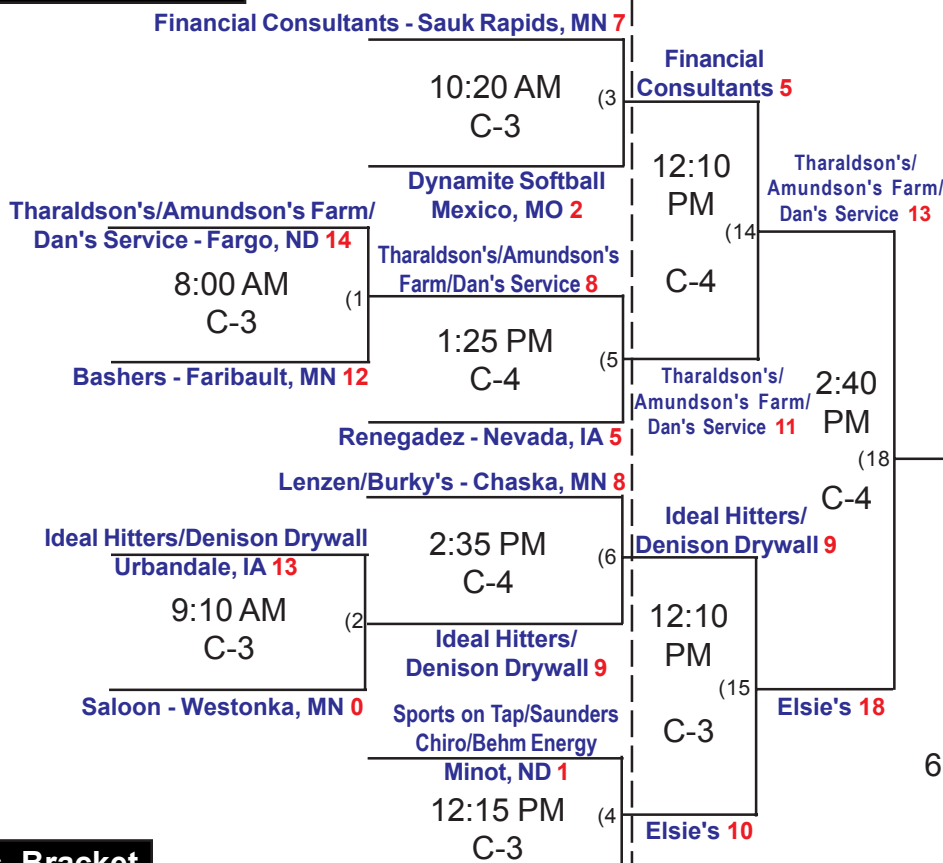 Financial Consultants - Sauk Rapids, MN 7
10:20 AM
C-3
(3
Dynamite Softball
Mexico, MO 2
Tharaldson's/Amundson's Farm/
Dan's Service - Fargo, ND 14
8:00 AM
C-3
(1
Bashers - Faribault, MN 12
Tharaldson's/Amundson's
Farm/Dan's Service 8
1:25 PM
C-4
(5
Renegadez - Nevada, IA 5
Lenzen/Burky's - Chaska, MN 8
2:35 PM
C-4
(6
Ideal Hitters/Denison Drywall
Urbandale, IA 13
9:10 AM
C-3
(2
Saloon - Westonka, MN 0
Ideal Hitters/
Denison Drywall 9
Sports on Tap/Saunders
Chiro/Behm Energy
Minot, ND 1
12:15 PM
C-3
(4
Financial
Consultants 5
12:10
PM
(14
C-4
Tharaldson's/
Amundson's Farm/
Dan's Service 11
Ideal Hitters/
Denison Drywall 9
12:10
PM
(15
C-3
Elsie's 10
Tharaldson's/
Amundson's Farm/
Dan's Service 13
2:40
PM
(18
C-4
Elsie's 18
6
Bracket